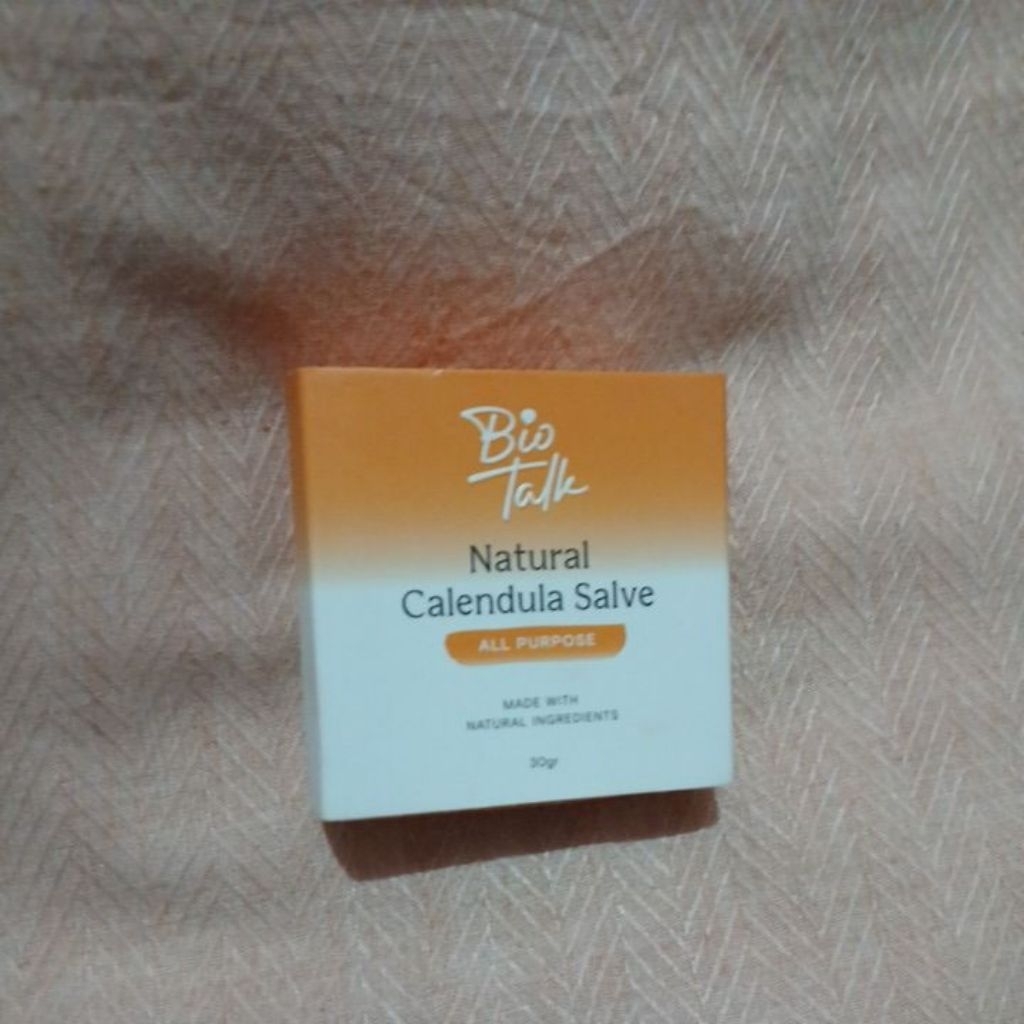 Bio
Talk
Natural
Calendula Salve
ALL PURPOSE
MADE WITH
NATURAL INGREDIENTS
30gr